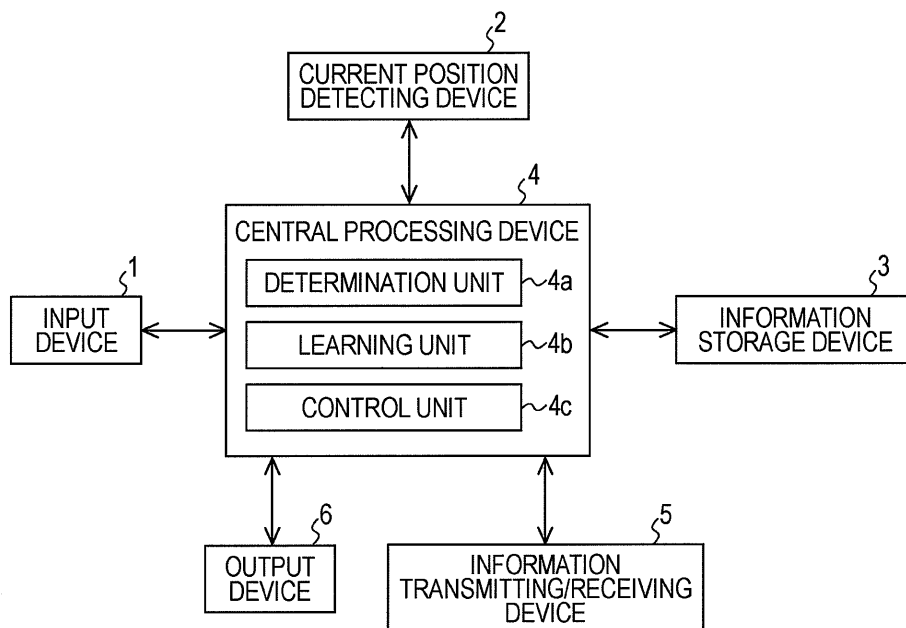 2
CURRENT POSITION
DETECTING DEVICE
4
CENTRAL PROCESSING DEVICE
DETERMINATION UNIT
4a
LEARNING UNIT
4b
CONTROL UNIT
4c
1
INPUT
DEVICE
3
INFORMATION
STORAGE DEVICE
6
OUTPUT
DEVICE
5
INFORMATION
TRANSMITTING/RECEIVING
DEVICE